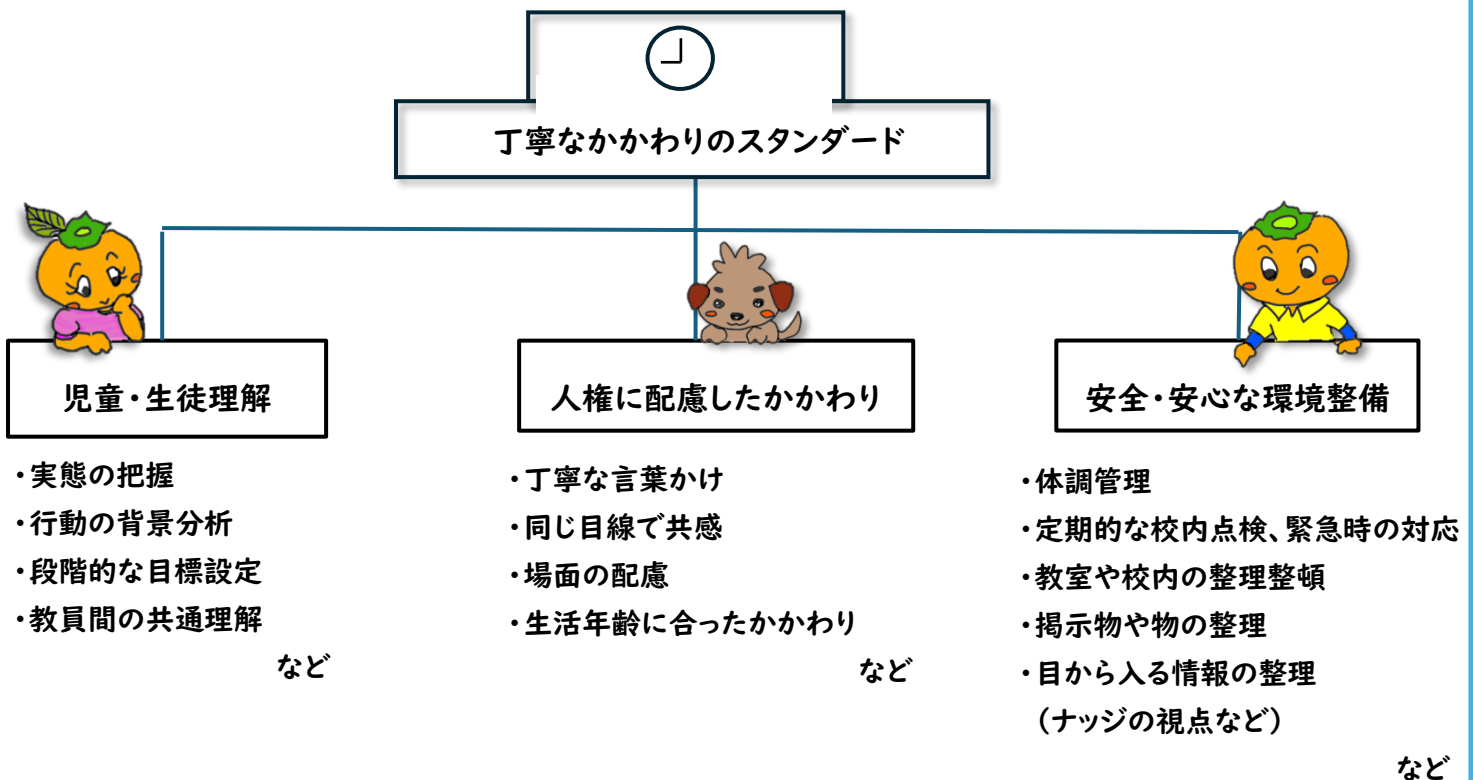 丁寧なかかわりのスタンダード
児童・生徒理解
・実態の把握
・行動の背景分析
・段階的な目標設定
・教員間の共通理解
など
人権に配慮したかかわり
・丁寧な言葉かけ
・同じ目線で共感
・場面の配慮
・生活年齢に合ったかかわり
など
安全・安心な環境整備
・体調管理
・定期的な校内点検、緊急時の対応
・教室や校内の整理整頓
・掲示物や物の整理
・目から入る情報の整理
(ナッジの視点など)
など